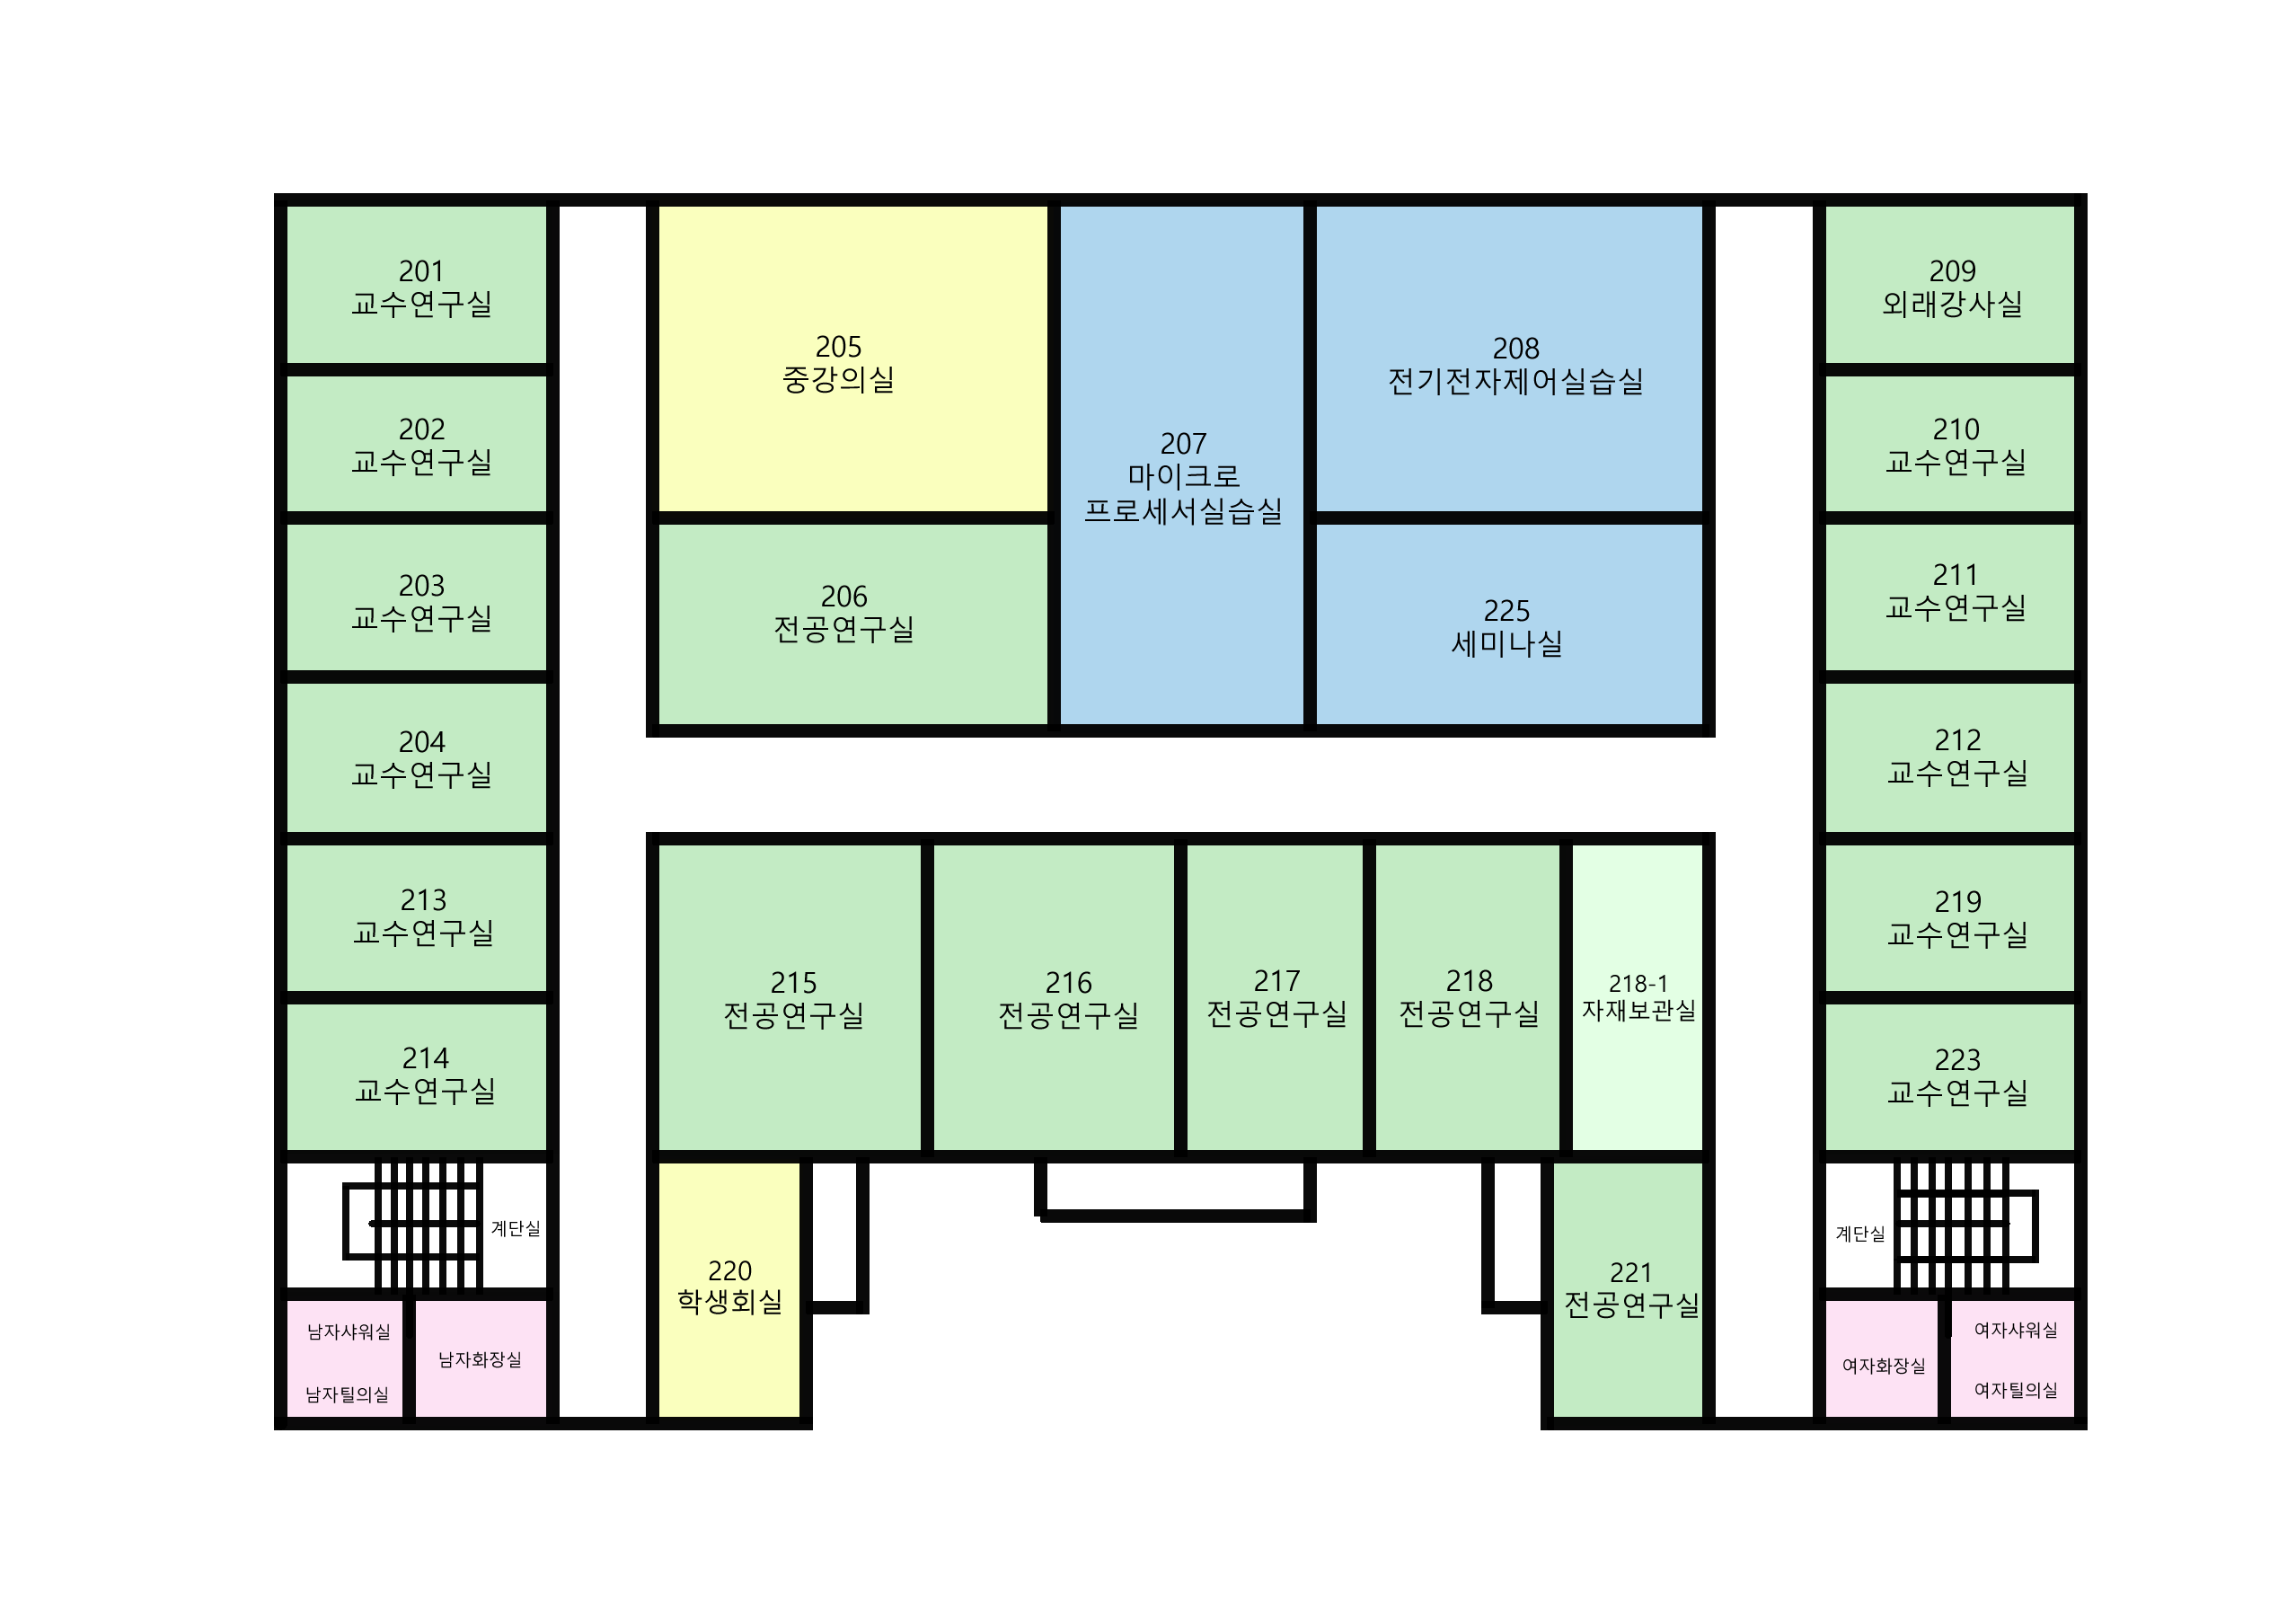 201
교수연구실
202
교수연구실
203
교수연구실
204
교수연구실
213
교수연구실
214
교수연구실
계단실
남자샤워실
남자틸의실
남자화장실
205
중강의실
206
전공연구실
207
마이크로
프로세서실습실
208
전기전자제어실습실
225
세미나실
215
전공연구실
216
전공연구실
217
전공연구실
218
전공연구실
218-1
자재보관실
220
학생회실
221
전공연구실
209
외래강사실
210
교수연구실
211
교수연구실
212
교수연구실
219
교수연구실
223
교수연구실
계단실
여자화장실
여자샤워실
여자틸의실